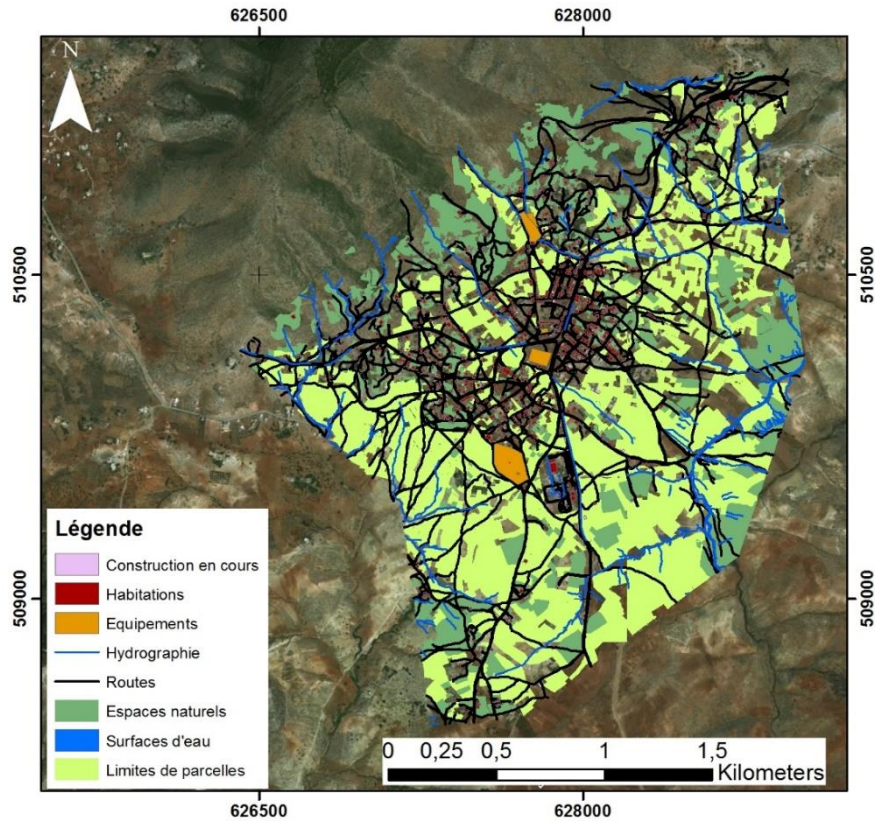 626500 628000
N
510500 510500
509000 509000
Légende
Construction en cours
Habitations
Equipements
Hydrographie
Routes
Espaces naturels
Surfaces d'eau
Limites de parcelles
0 0,25 0,5 1 1,5
Kilometers
626500 628000